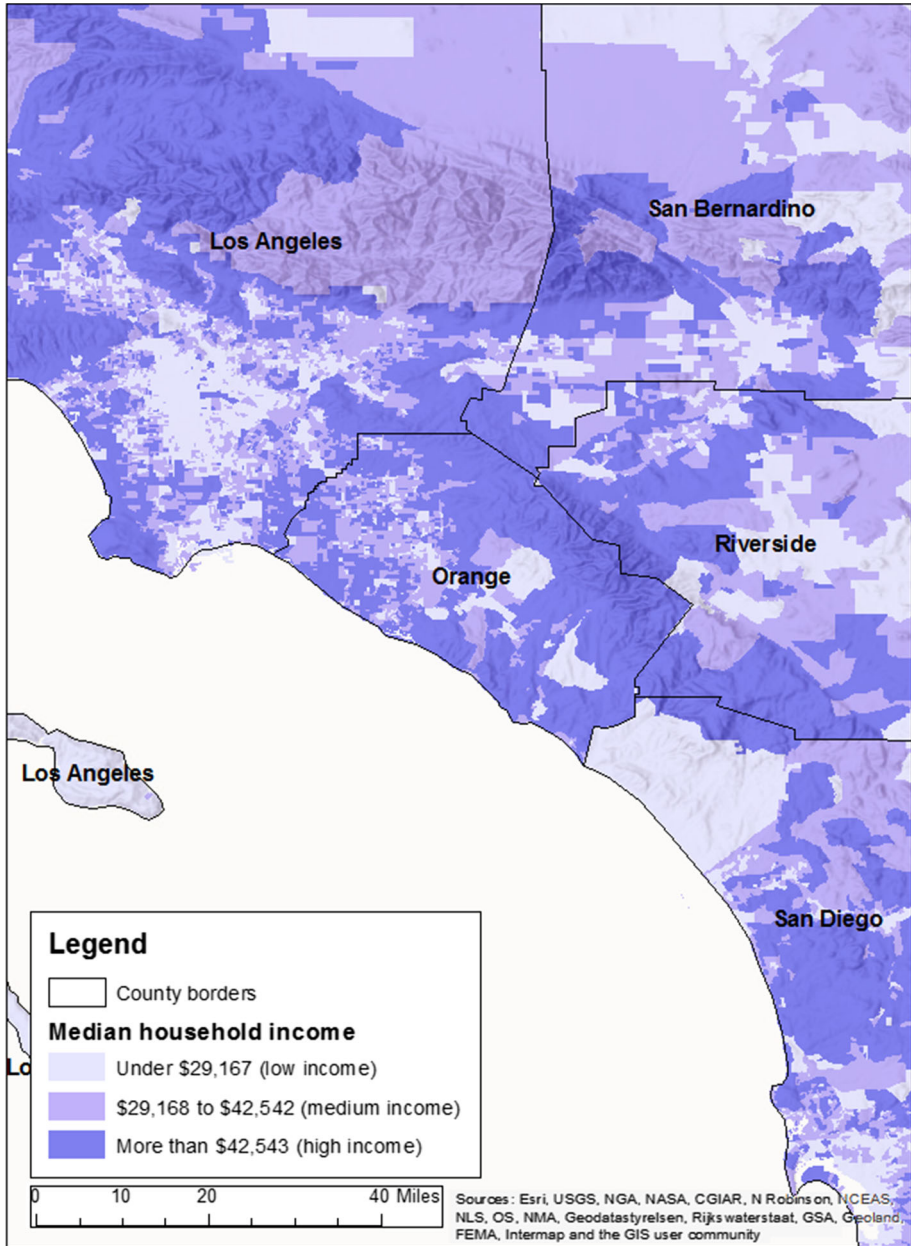 San Bernardino
Los Angeles
Riverside
Orange
Los Angeles
San Diego
Legend
County borders
Median household income
Under $29,167 (low income)
Lo
$29,168 to $42,542 (medium income)
More than $42,543 (high income)
0 10 20 40 Miles
Sources: Esri, USGS, NGA, NASA, CGIAR, N Robinson, NCEAS,
NLS, OS, NMA, Geodatastyrelsen, Rijkswaterstaat, GSA, Geoland,
FEMA, Intermap and the GIS user community